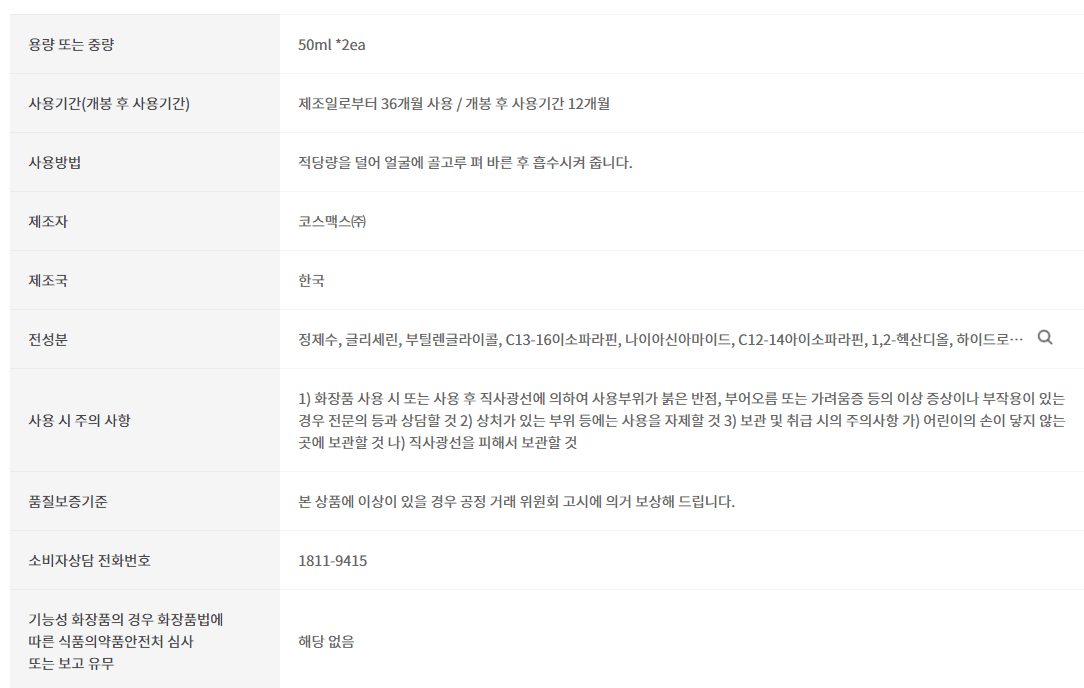 용량 또는 중량
50ml *2ea
사용기간(개봉 후 사용기간)
제조일로부터 36개월 사용 / 개봉 후 사용기간 12개월
사용방법
적당량을 덜어 얼굴에 골고루 펴 바른 후 흡수시켜 줍니다.
제조자
코스맥스㈜
제조국
한국
전성분
정제수, 글리세린, 부틸렌글라이콜, C13-16이소파라핀, 나이아신아마이드, C12-14아이소파라핀, 1,2-헥산디올, 하이드로…
사용 시 주의 사항
1) 화장품 사용 시 또는 사용 후 직사광선에 의하여 사용부위가 붉은 반점, 부어오름 또는 가려움증 등의 이상 증상이나 부작용이 있는
경우 전문의 등과 상담할 것 2) 상처가 있는 부위 등에는 사용을 자제할 것 3) 보관 및 취급 시의 주의사항 가) 어린이의 손이 닿지 않는
곳에 보관할 것 나) 직사광선을 피해서 보관할 것
품질보증기준
본 상품에 이상이 있을 경우 공정 거래 위원회 고시에 의거 보상해 드립니다.
소비자상담 전화번호
1811-9415
기능성 화장품의 경우 화장품법에
따른 식품의약품안전처 심사
또는 보고 유무
해당 없음